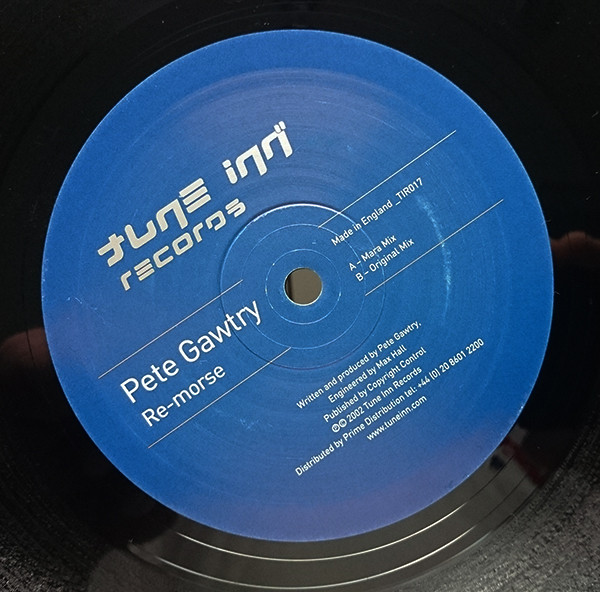 tune inn
records
Made in England _TIR017
A – Mara Mix
B – Original Mix
Pete Gawtry
Re-morse
Written and produced by Pete Gawtry,
Engineered by Max Hall
Published by Copyright Control
℗© 2002 Tune Inn Records
Distributed by Prime Distribution tel: +44 (0) 20 8601 2200
www.tuneinn.com